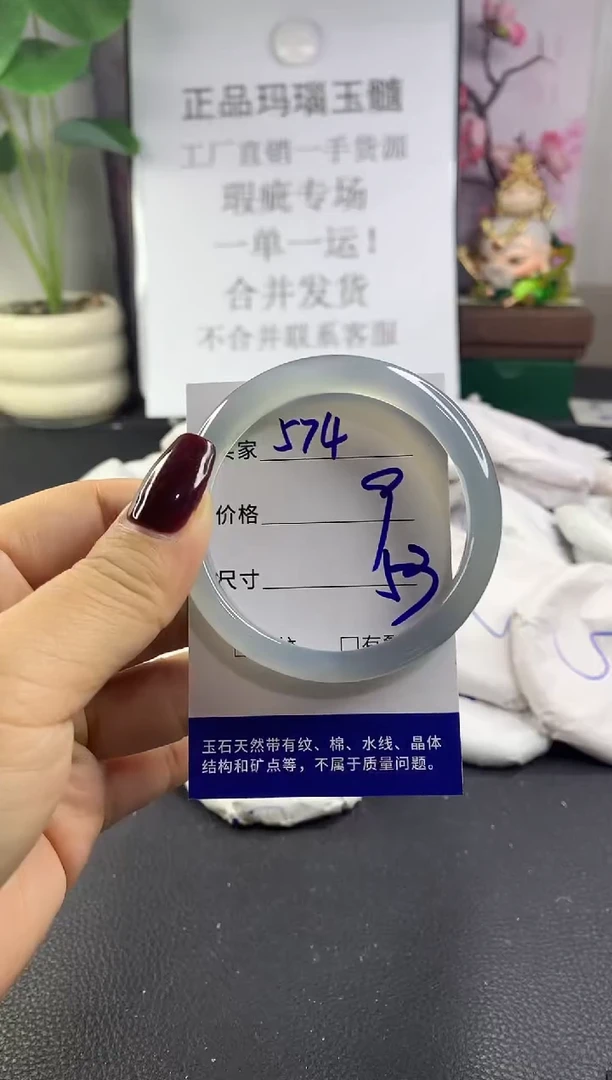 正品玛瑙玉髓
工厂直销一手货源
瑕疵专场
一单一运！
合并发货
不合并联系客服
家 574
价格 9
尺寸 53
□有
玉石天然带有纹、棉、水线、晶体
结构和矿点等，不属于质量问题。